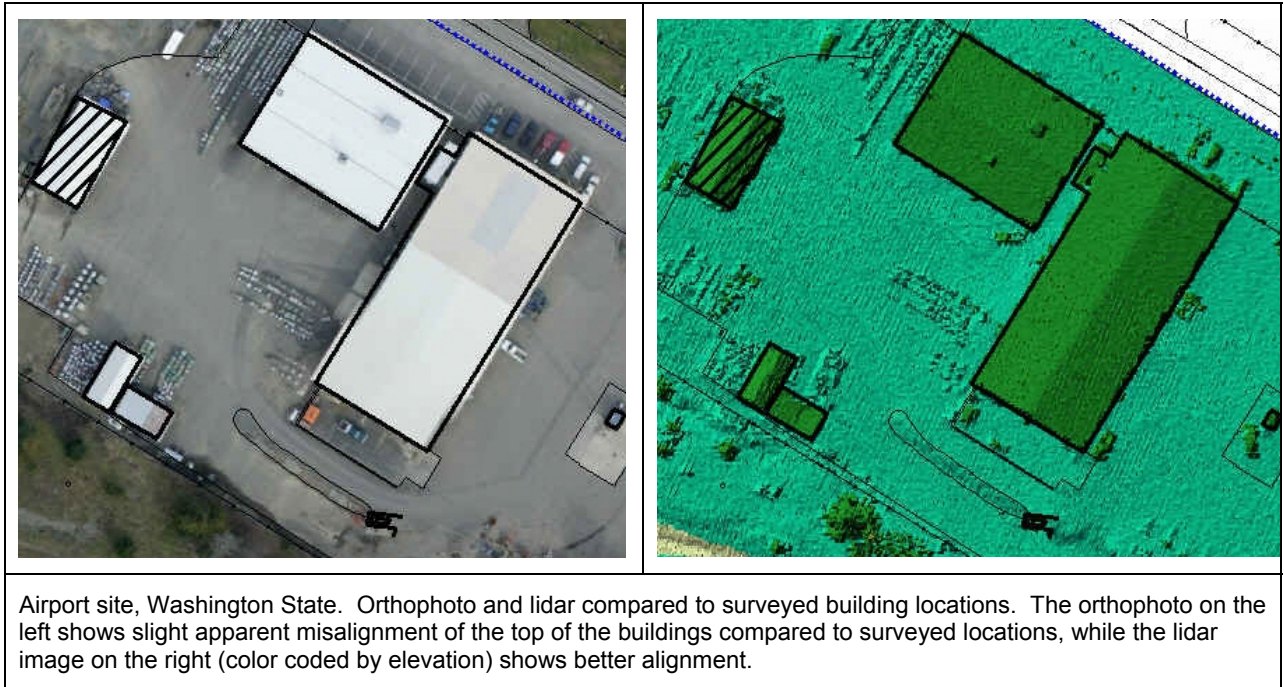 Airport site, Washington State.  Orthophoto and lidar compared to surveyed building locations.  The orthophoto on the
left shows slight apparent misalignment of the top of the buildings compared to surveyed locations, while the lidar
image on the right (color coded by elevation) shows better alignment.